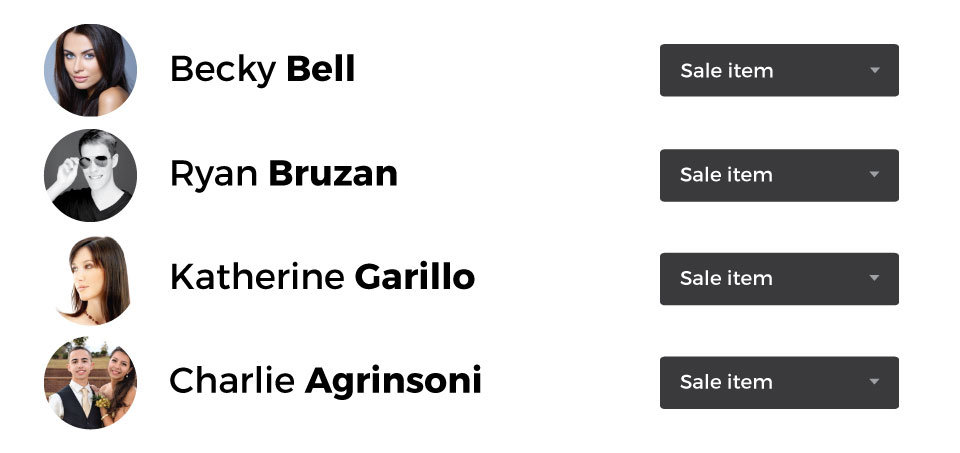 Becky Bell
Sale item
Ryan Bruzan
Sale item
Katherine Garillo
Sale item
Charlie Agrinsoni
Sale item